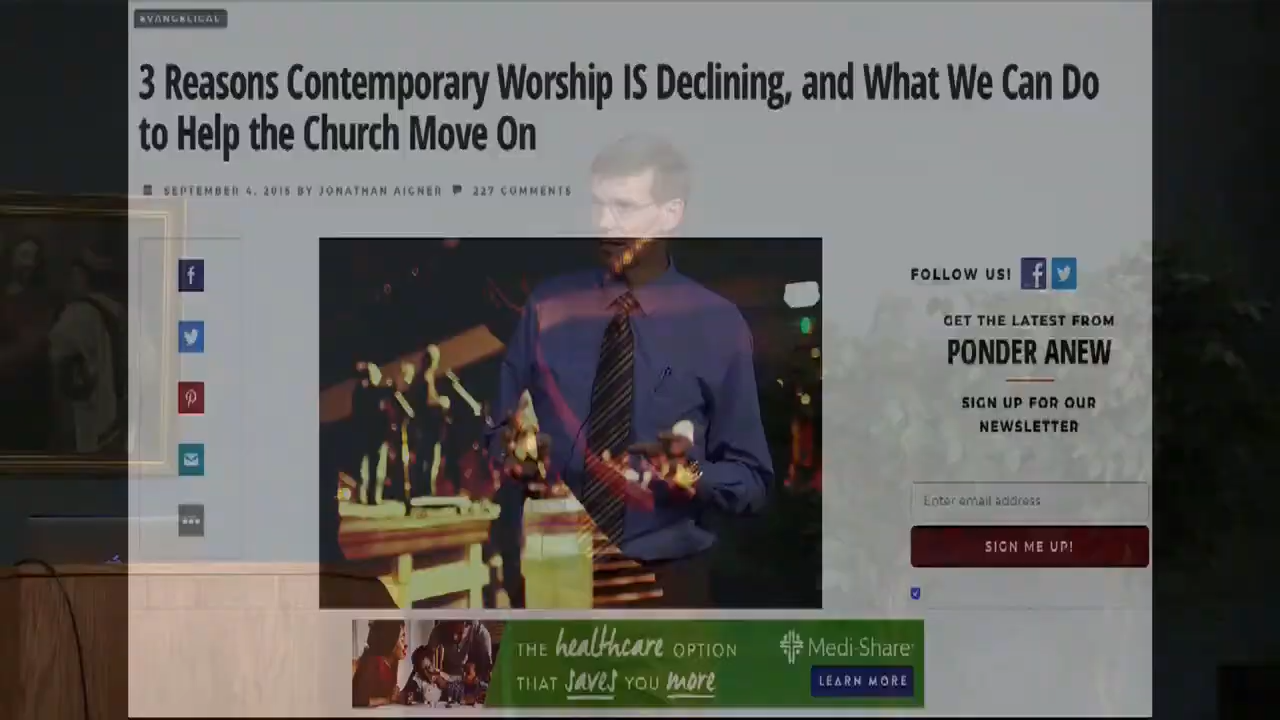 EVANGELICAL
3 Reasons Contemporary Worship IS Declining, and What We Can Do
to Help the Church Move On
SEPTEMBER 4, 2015 BY JONATHAN AIGNER 227 COMMENTS
FOLLOW US!
GET THE LATEST FROM
PONDER ANEW
SIGN UP FOR OUR
NEWSLETTER
Enter email address
SIGN ME UP!
THE healthcare OPTION
THAT saves YOU more
Medi-Share
LEARN MORE